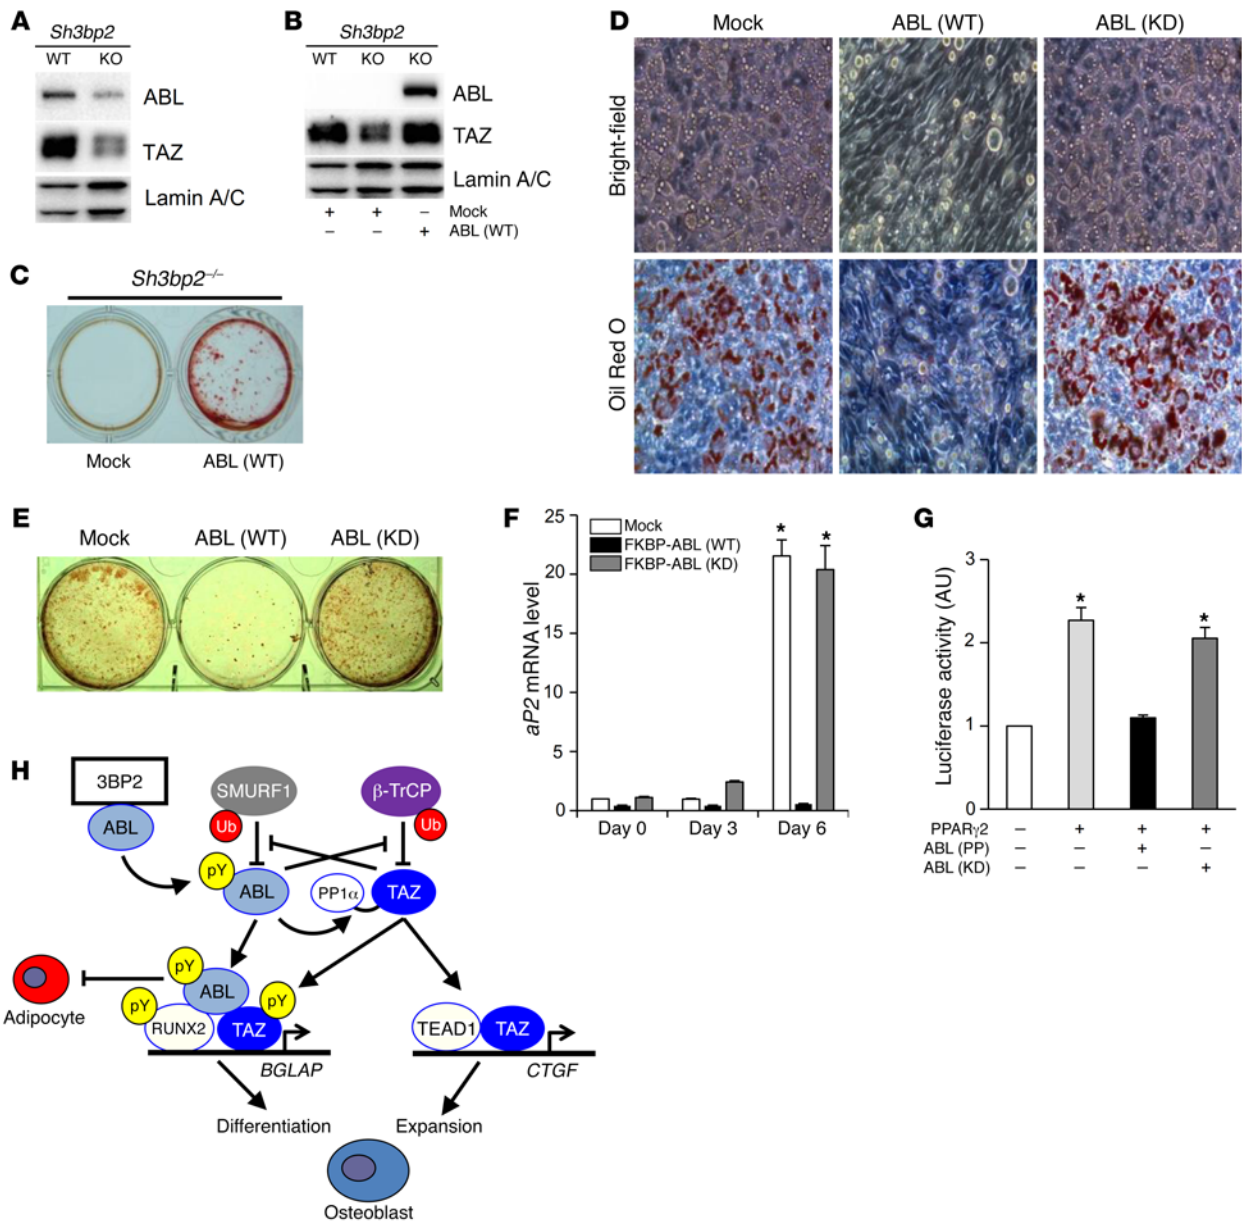 A
Sh3bp2
WT KO
ABL
TAZ
Lamin A/C
B
Sh3bp2
WT KO KO
ABL
TAZ
Lamin A/C
+ + – Mock
– – + ABL (WT)
C
Sh3bp2–/–
Mock ABL (WT)
D
Mock ABL (WT) ABL (KD)
Bright-field
Oil Red O
E
Mock ABL (WT) ABL (KD)
F
aP2 mRNA level
25
20
15
10
5
0
Mock
FKBP-ABL (WT)
FKBP-ABL (KD)
* *
Day 0 Day 3 Day 6
G
Luciferase activity (AU)
3
2
1
0
* *
PPARγ2 – + + +
ABL (PP) – – + –
ABL (KD) – – – +
H
3BP2
ABL
SMURF1
Ub
β-TrCP
Ub
pY
ABL
PP1α
TAZ
Adipocyte
pY
ABL
pY
pY
RUNX2
TAZ
BGLAP
TEAD1
TAZ
CTGF
Differentiation
Expansion
Osteoblast